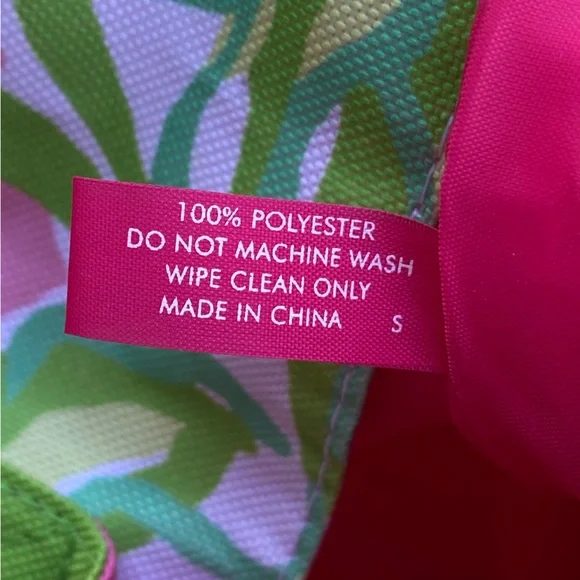 100% POLYESTER
DO NOT MACHINE WASH
WIPE CLEAN ONLY
MADE IN CHINA S